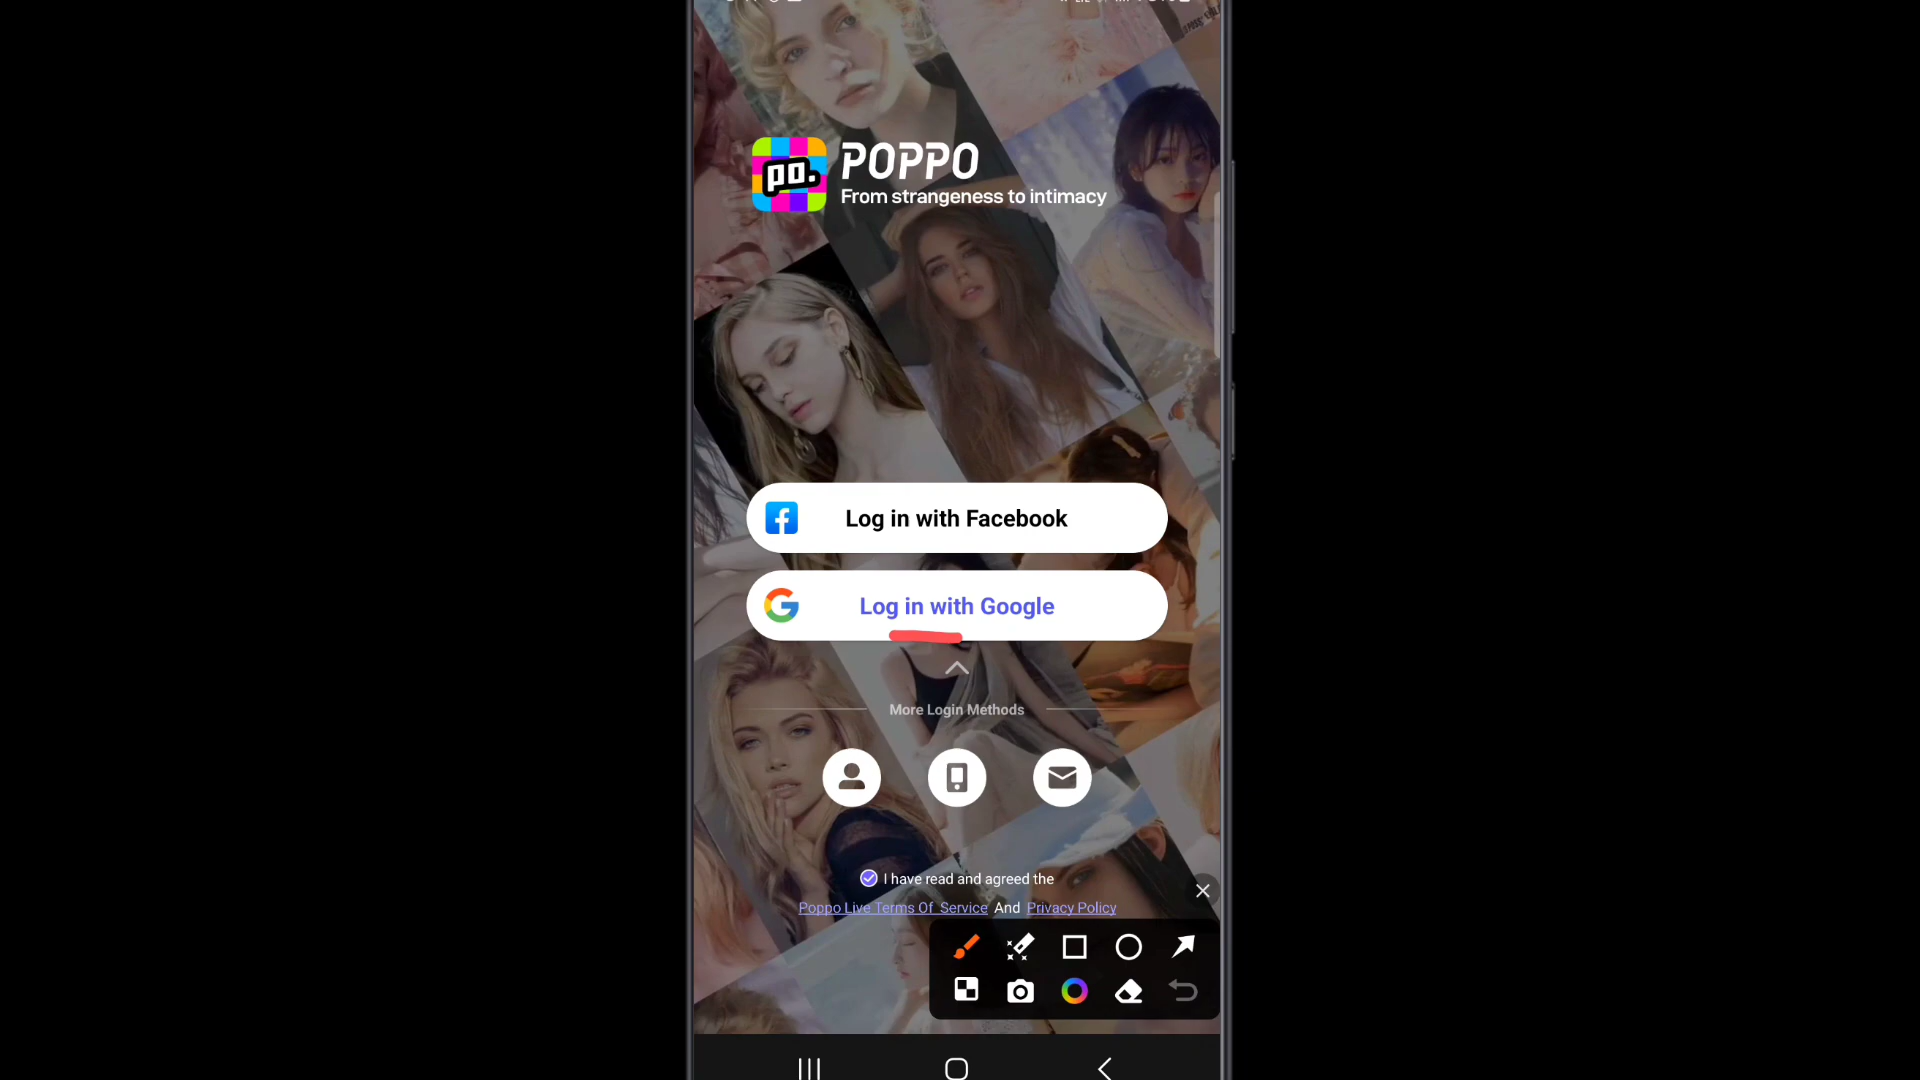 po. POPPO
From strangeness to intimacy
Log in with Facebook
Log in with Google
More Login Methods
I have read and agreed the
Poppo Live Terms Of Service And Privacy Policy